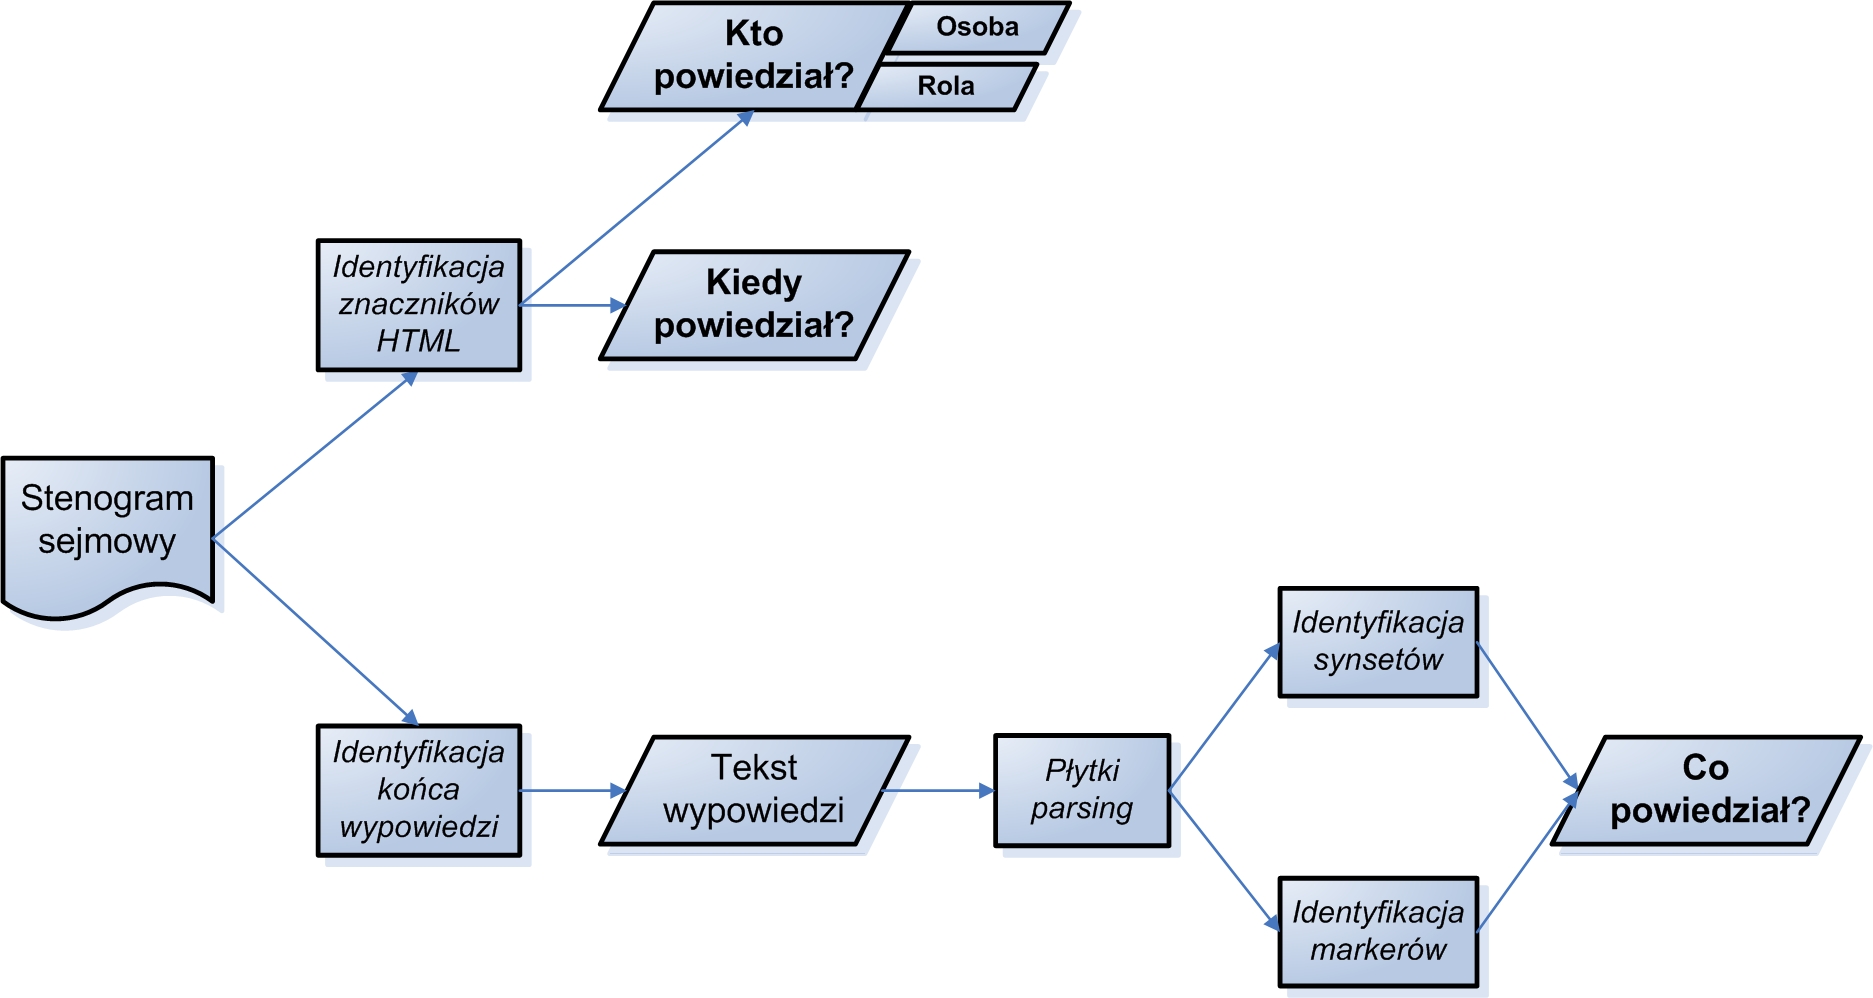 Kto
powiedział?
Osoba
Rola
Identyfikacja
znaczników
HTML
Kiedy
powiedział?
Stenogram
sejmowy
Identyfikacja
końca
wypowiedzi
Tekst
wypowiedzi
Płytki
parsing
Identyfikacja
synsetów
Identyfikacja
markerów
Co
powiedział?